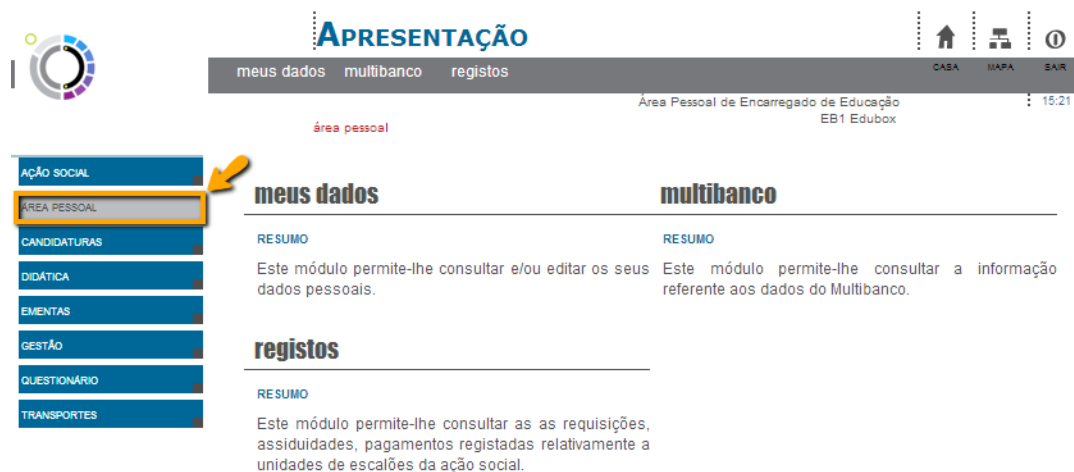 APRESENTAÇÃO
meus dados multibanco registos
CASA MAPA SAIR
Área Pessoal de Encarregado de Educação
EB1 Edubox
15:21
área pessoal
AÇÃO SOCIAL
ÁREA PESSOAL
CANDIDATURAS
DIDÁTICA
EMENTAS
GESTÃO
QUESTIONÁRIO
TRANSPORTES
meus dados
RESUMO
Este módulo permite-lhe consultar e/ou editar os seus
dados pessoais.
multibanco
RESUMO
Este módulo permite-lhe consultar a informação
referente aos dados do Multibanco.
registos
RESUMO
Este módulo permite-lhe consultar as as requisições,
assiduidades, pagamentos registadas relativamente a
unidades de escalões da ação social.